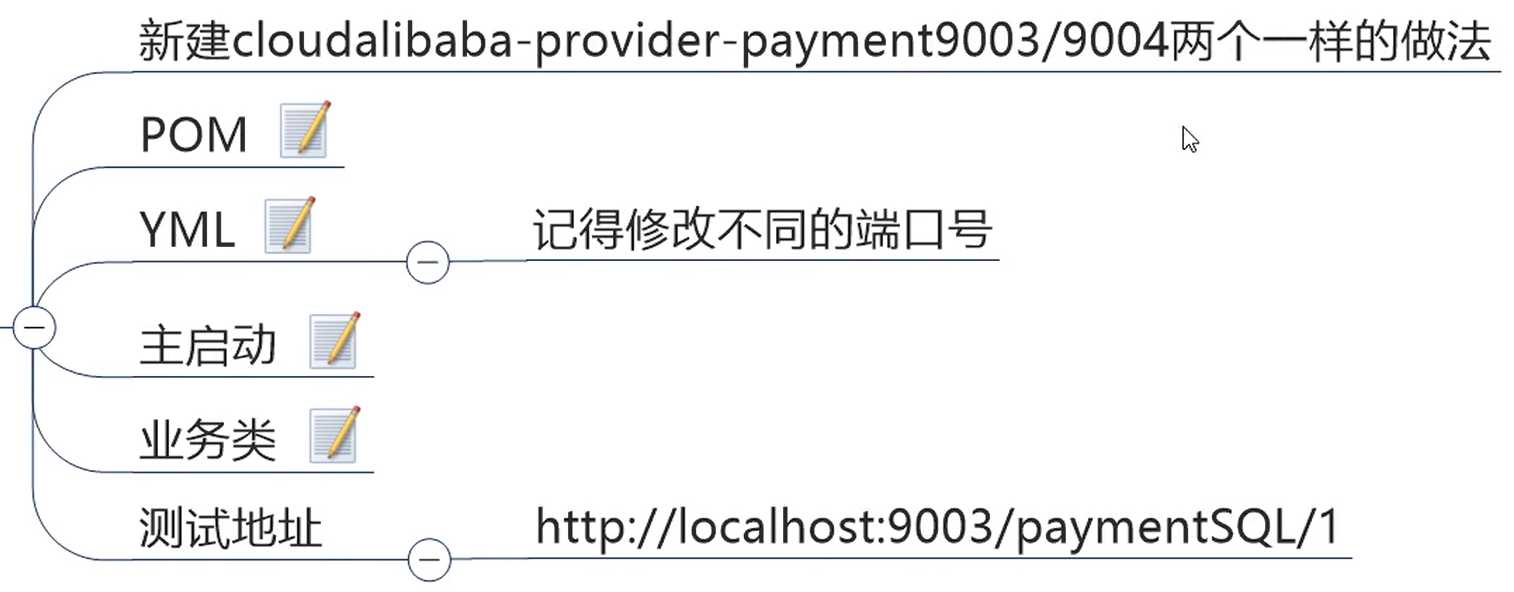 新建cloudalibaba-provider-payment9003/9004两个一样的做法
POM
YML
记得修改不同的端口号
主启动
业务类
测试地址
http://localhost:9003/paymentSQL/1